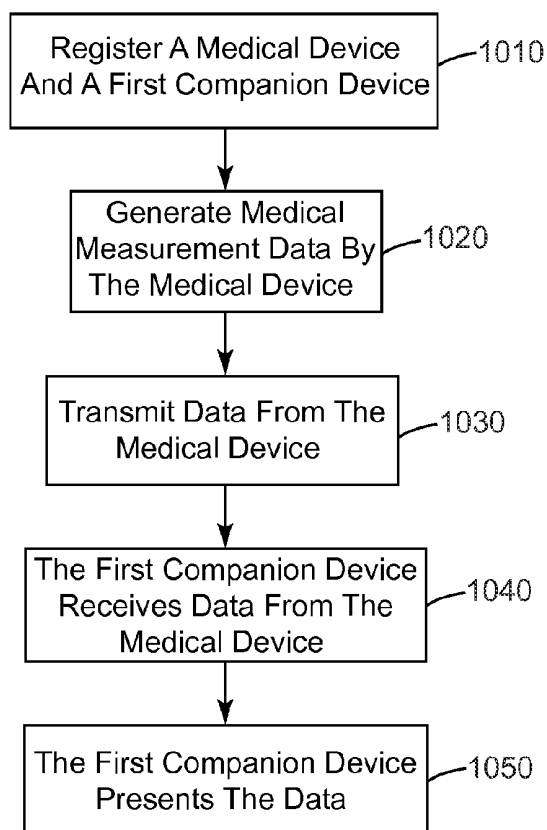 Register A Medical Device
And A First Companion Device
1010
Generate Medical
Measurement Data By
The Medical Device
1020
Transmit Data From The
Medical Device
1030
The First Companion Device
Receives Data From The
Medical Device
1040
The First Companion Device
Presents The Data
1050